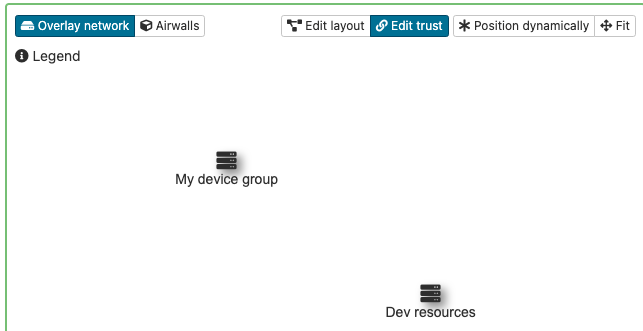 Overlay network Airwalls Edit layout Edit trust Position dynamically Fit
Legend
My device group
Dev resources